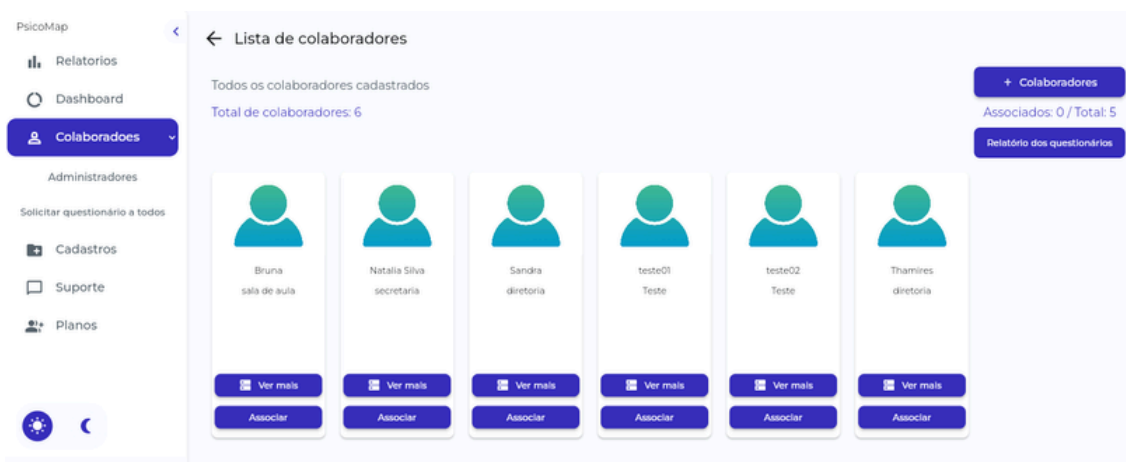 PsicoMap
Relatorios
Dashboard
Colaboradoes
Administradores
Solicitar questionário a todos
Cadastros
Suporte
Planos
Lista de colaboradores
Todos os colaboradores cadastrados
Total de colaboradores: 6
+ Colaboradores
Associados: 0 / Total: 5
Relatório dos questionários
Bruna
sala de aula
Ver mais
Associar
Natalia Silva
secretaria
Ver mais
Associar
Sandra
diretoria
Ver mais
Associar
teste01
Teste
Ver mais
Associar
teste02
Teste
Ver mais
Associar
Thamires
diretoria
Ver mais
Associar